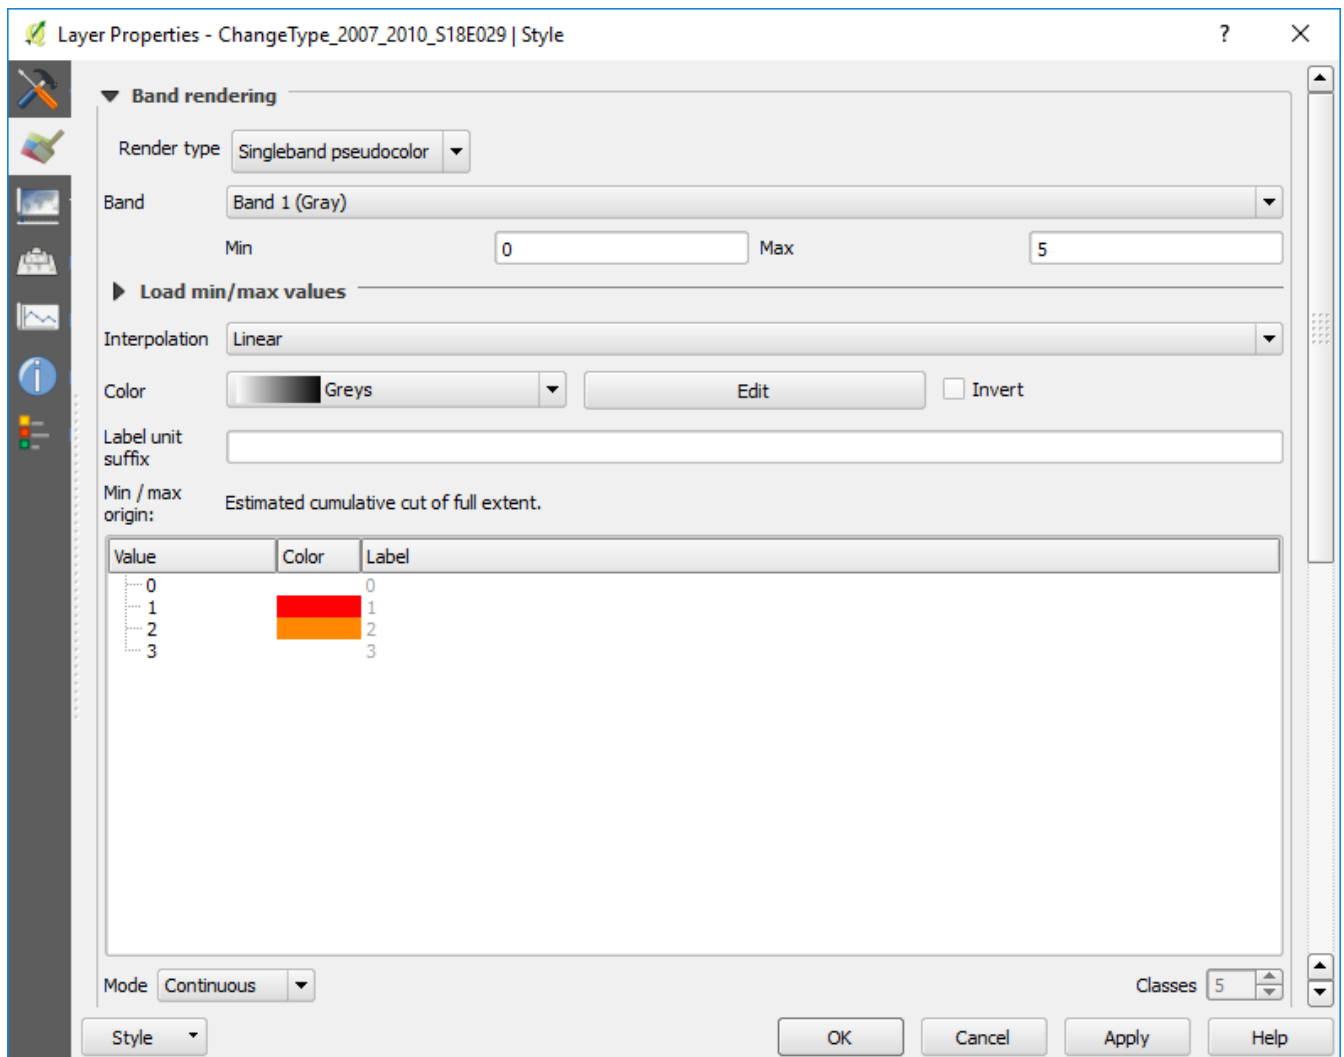 Layer Properties - ChangeType_2007_2010_S18E029 | Style ?
Band rendering
Render type Singleband pseudocolor
Band Band 1 (Gray)
Min 0 Max 5
Load min/max values
Interpolation Linear
Color Greys Edit Invert
Label unit
suffix
Min / max
origin: Estimated cumulative cut of full extent.
Value Color Label
0 0
1 1
2 2
3 3
Mode Continuous Classes 5
Style OK Cancel Apply Help